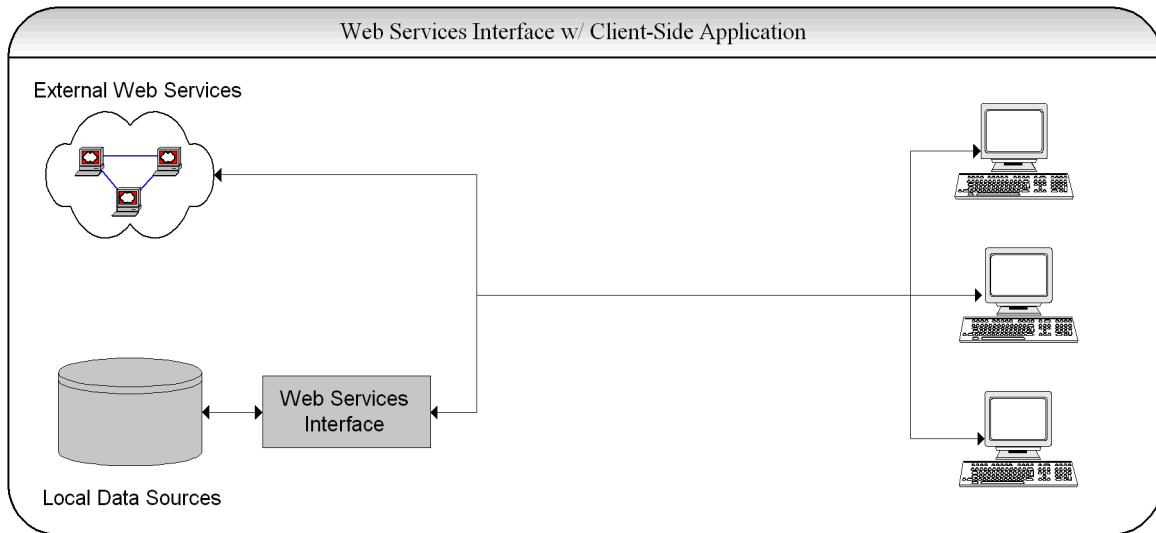 Web Services Interface w/ Client-Side Application
External Web Services
Web Services
Interface
Local Data Sources